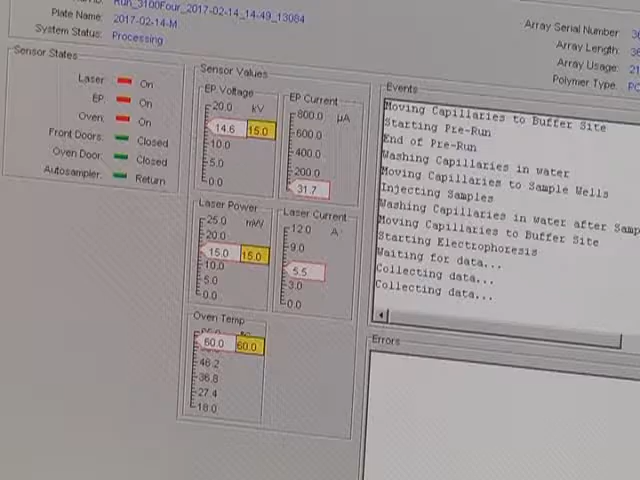 Run_3100Four_2017-02-14_14-49_13084
Plate Name: 2017-02-14-M
System Status: Processing
Array Serial Number
Array Length:
Array Usage: 21
Polymer Type:
Sensor States
Laser: On
EP: On
Oven: On
Front Doors: Closed
Oven Door: Closed
Autosampler: Return
Sensor Values
EP Voltage
20.0 kV
14.6 15.0
10.0
5.0
0.0
EP Current
800.0 µA
600.0
400.0
200.0
31.7
Laser Power
25.0 mW
20.0
15.0 15.0
10.0
5.0
0.0
Laser Current
12.0 A
9.0
5.5
3.0
0.0
Oven Temp
60.0 60.0
46.2
36.8
27.4
18.0
Events
Moving Capillaries to Buffer Site
Starting Pre-Run
End of Pre-Run
Washing Capillaries in water
Moving Capillaries to Sample Wells
Injecting Samples
Washing Capillaries in water after Samp
Moving Capillaries to Buffer Site
Starting Electrophoresis
Waiting for data...
Collecting data...
Collecting data...
Errors